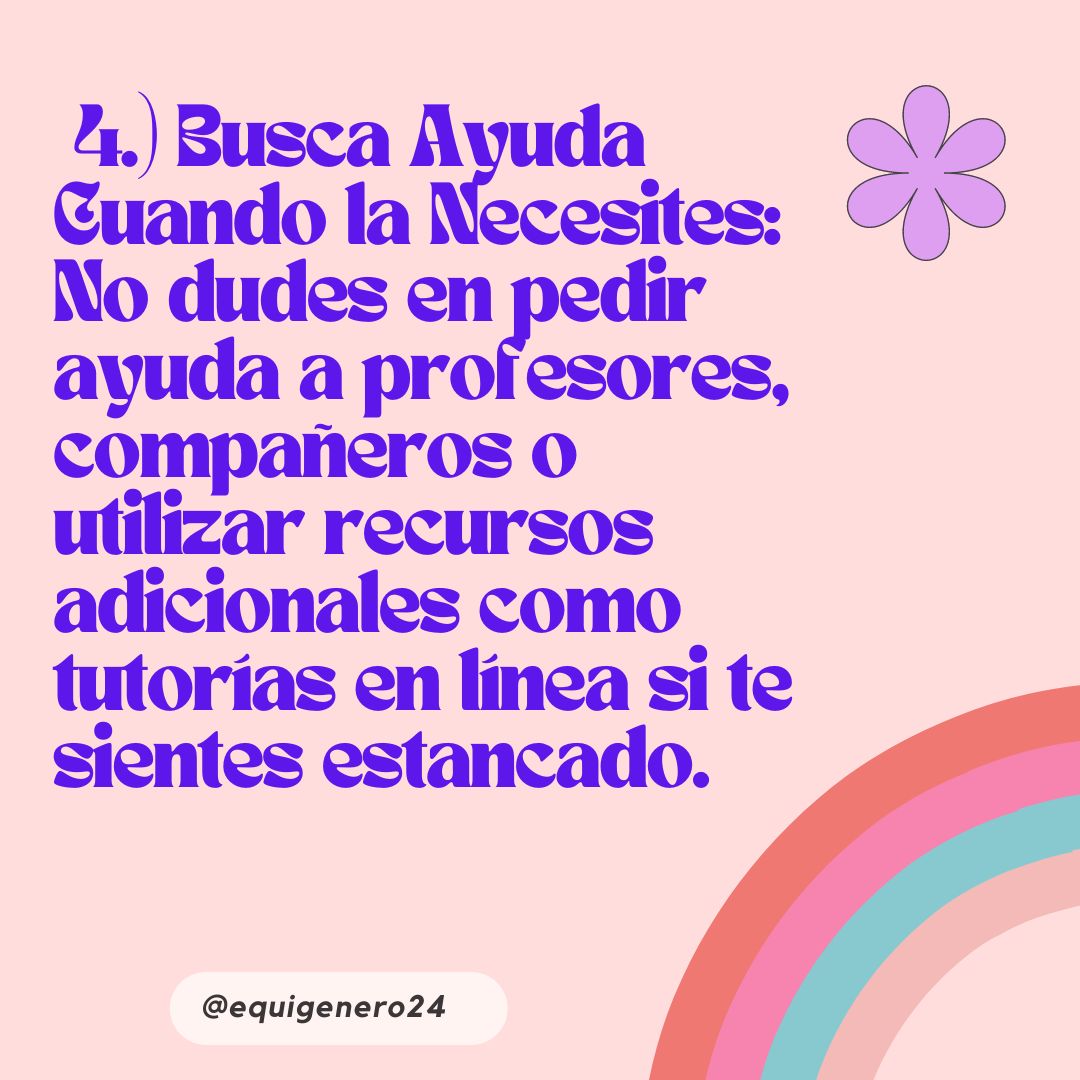 4.) Busca Ayuda
Cuando la Necesites:
No dudes en pedir
ayuda a profesores,
compañeros o
utilizar recursos
adicionales como
tutorías en línea si te
sientes estancado.
@equigenero24